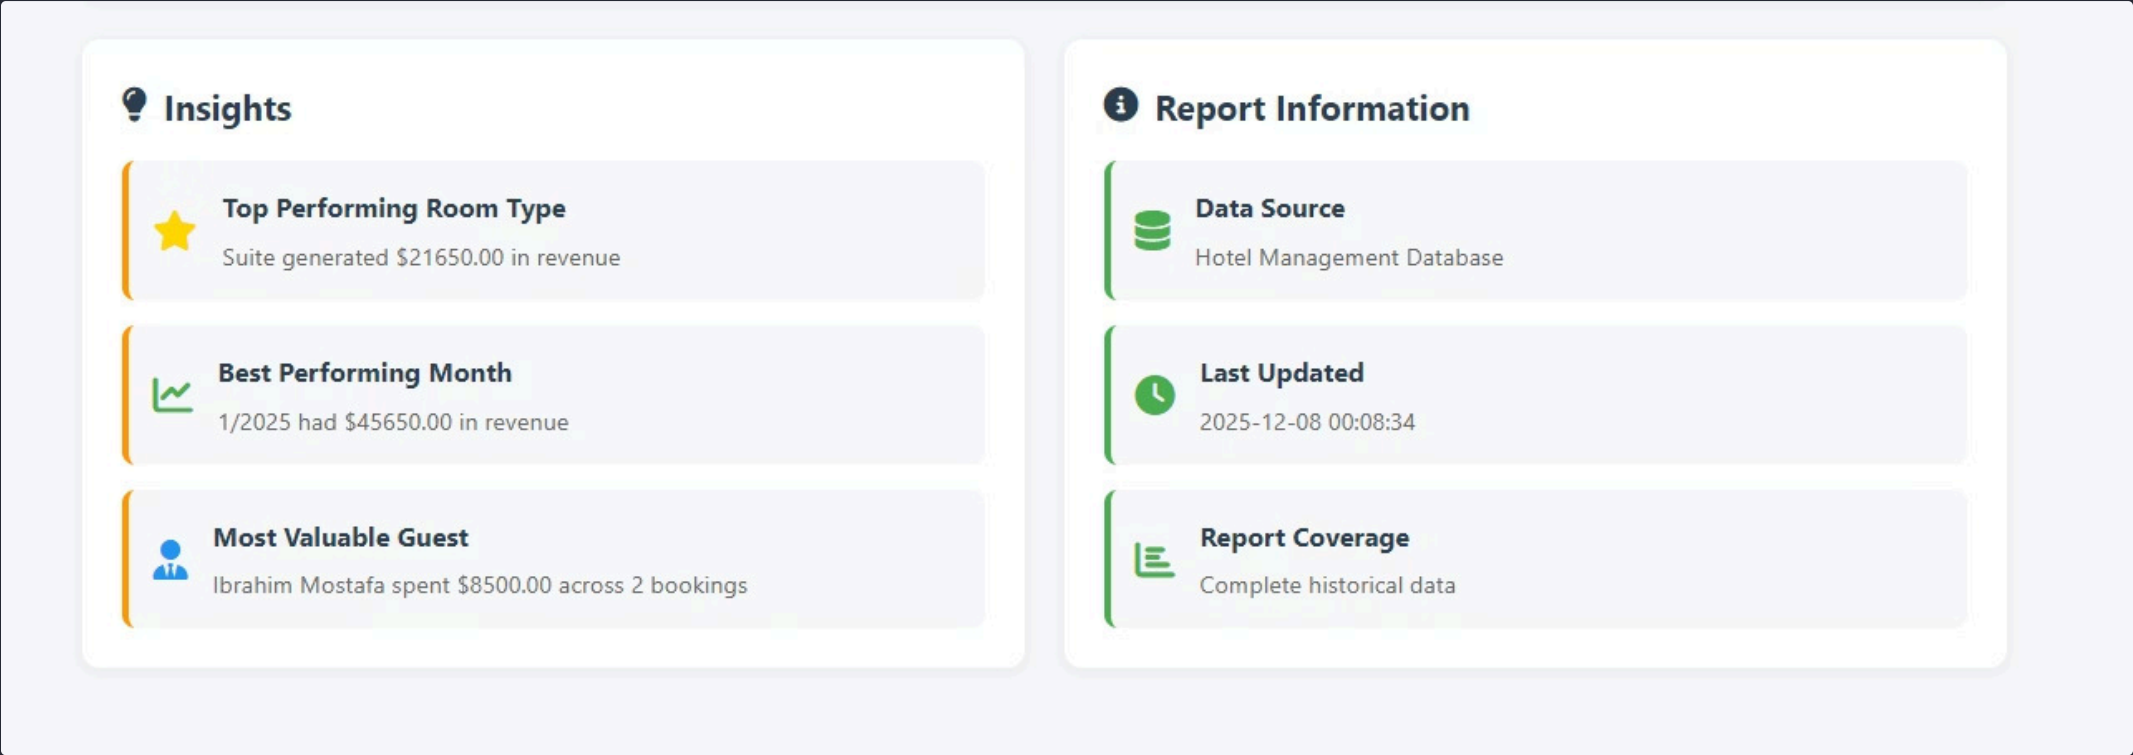 Insights
Top Performing Room Type
Suite generated $21650.00 in revenue
Best Performing Month
1/2025 had $45650.00 in revenue
Most Valuable Guest
Ibrahim Mostafa spent $8500.00 across 2 bookings
Report Information
Data Source
Hotel Management Database
Last Updated
2025-12-08 00:08:34
Report Coverage
Complete historical data